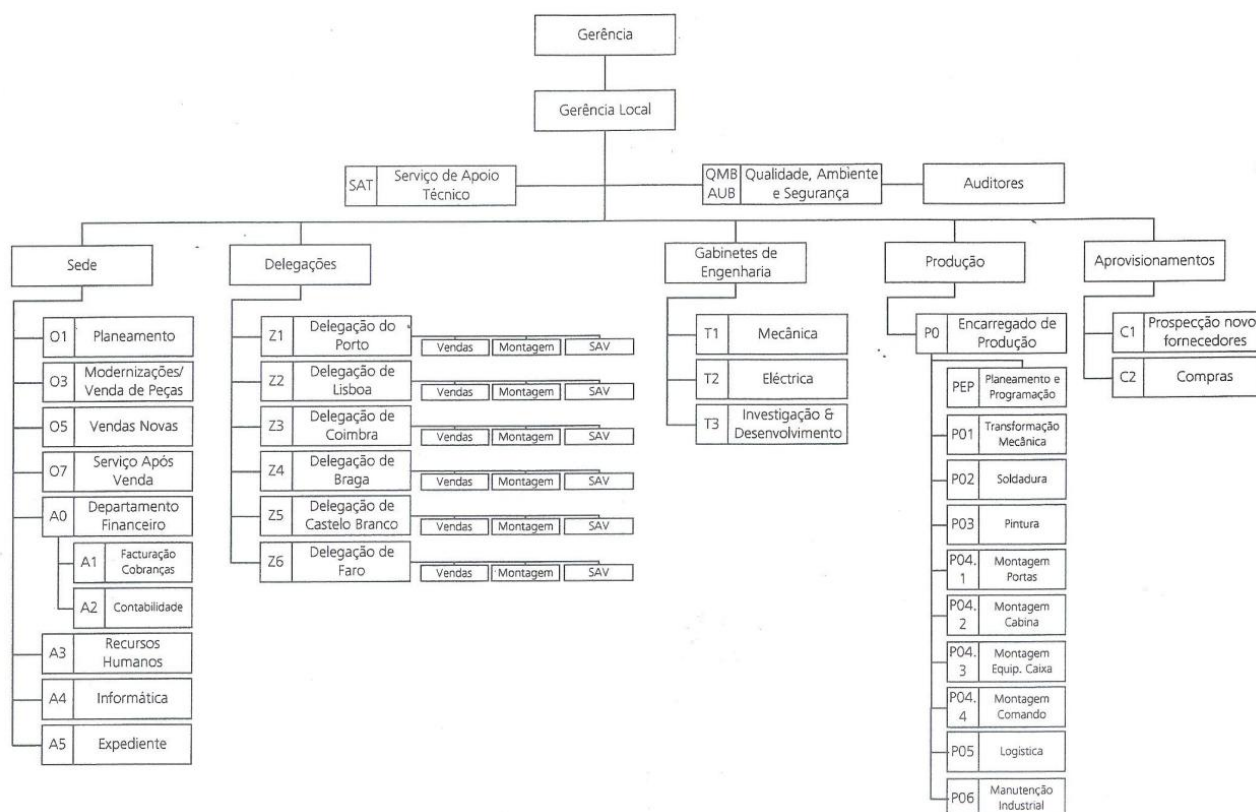 Gerência
Gerência Local
SAT
Serviço de Apoio
Técnico
QMB
AUB
Qualidade, Ambiente
e Segurança
Auditores
Sede
O1
Planeamento
O3
Modernizações/
Venda de Peças
O5
Vendas Novas
O7
Serviço Após
Venda
A0
Departamento
Financeiro
A1
Facturação
Cobranças
A2
Contabilidade
A3
Recursos
Humanos
A4
Informática
A5
Expediente
Delegações
Z1
Delegação do
Porto
Vendas
Montagem
SAV
Z2
Delegação de
Lisboa
Vendas
Montagem
SAV
Z3
Delegação de
Coimbra
Vendas
Montagem
SAV
Z4
Delegação de
Braga
Vendas
Montagem
SAV
Z5
Delegação de
Castelo Branco
Vendas
Montagem
SAV
Z6
Delegação de
Faro
Vendas
Montagem
SAV
Gabinetes de
Engenharia
T1
Mecânica
T2
Eléctrica
T3
Investigação &
Desenvolvimento
Produção
P0
Encarregado de
Produção
PEP
Planeamento e
Programação
P01
Transformação
Mecânica
P02
Soldadura
P03
Pintura
P04.
1
Montagem
Portas
P04.
2
Montagem
Cabina
P04.
3
Montagem
Equip. Caixa
P04.
4
Montagem
Comando
P05
Logística
P06
Manutenção
Industrial
Aprovisionamentos
C1
Prospecção novos
fornecedores
C2
Compras